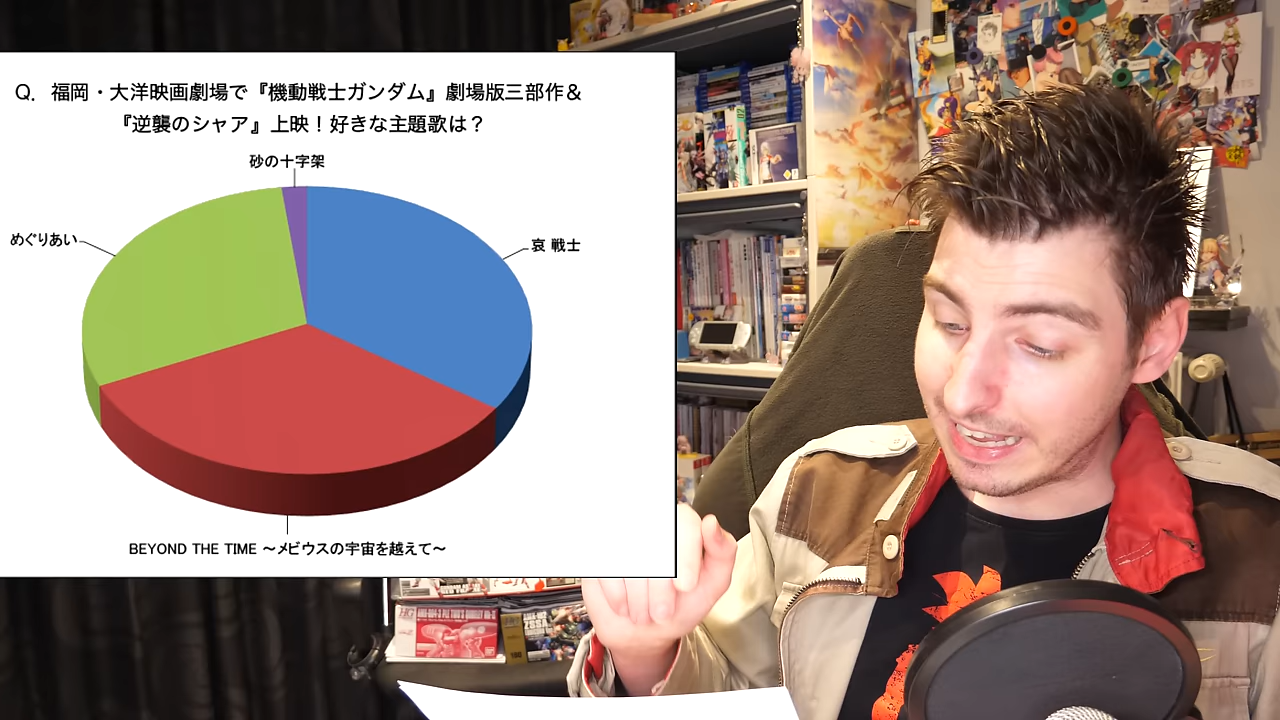 Q. 福岡・大洋映画劇場で『機動戦士ガンダム』劇場版三部作&
『逆襲のシャア』上映！好きな主題歌は？
砂の十字架
めぐりあい
哀 戦士
BEYOND THE TIME ～メビウスの宇宙を越えて～
HG